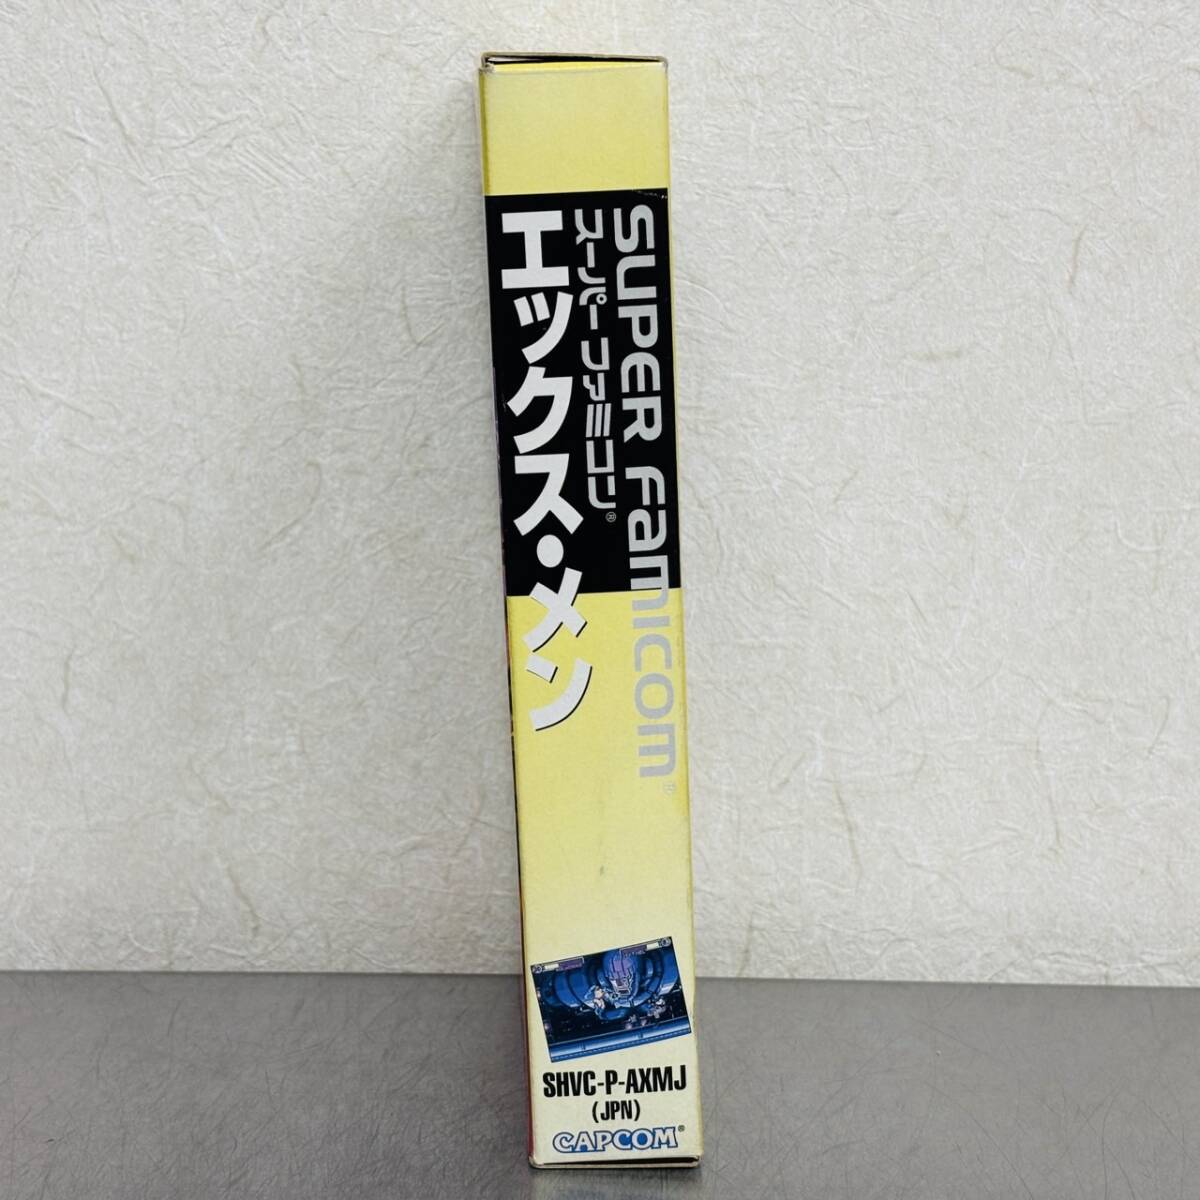 SUPER Famicom®
スーパーファミコン®
エックス・メン
SHVC-P-AXMJ
(JPN)
CAPCOM®